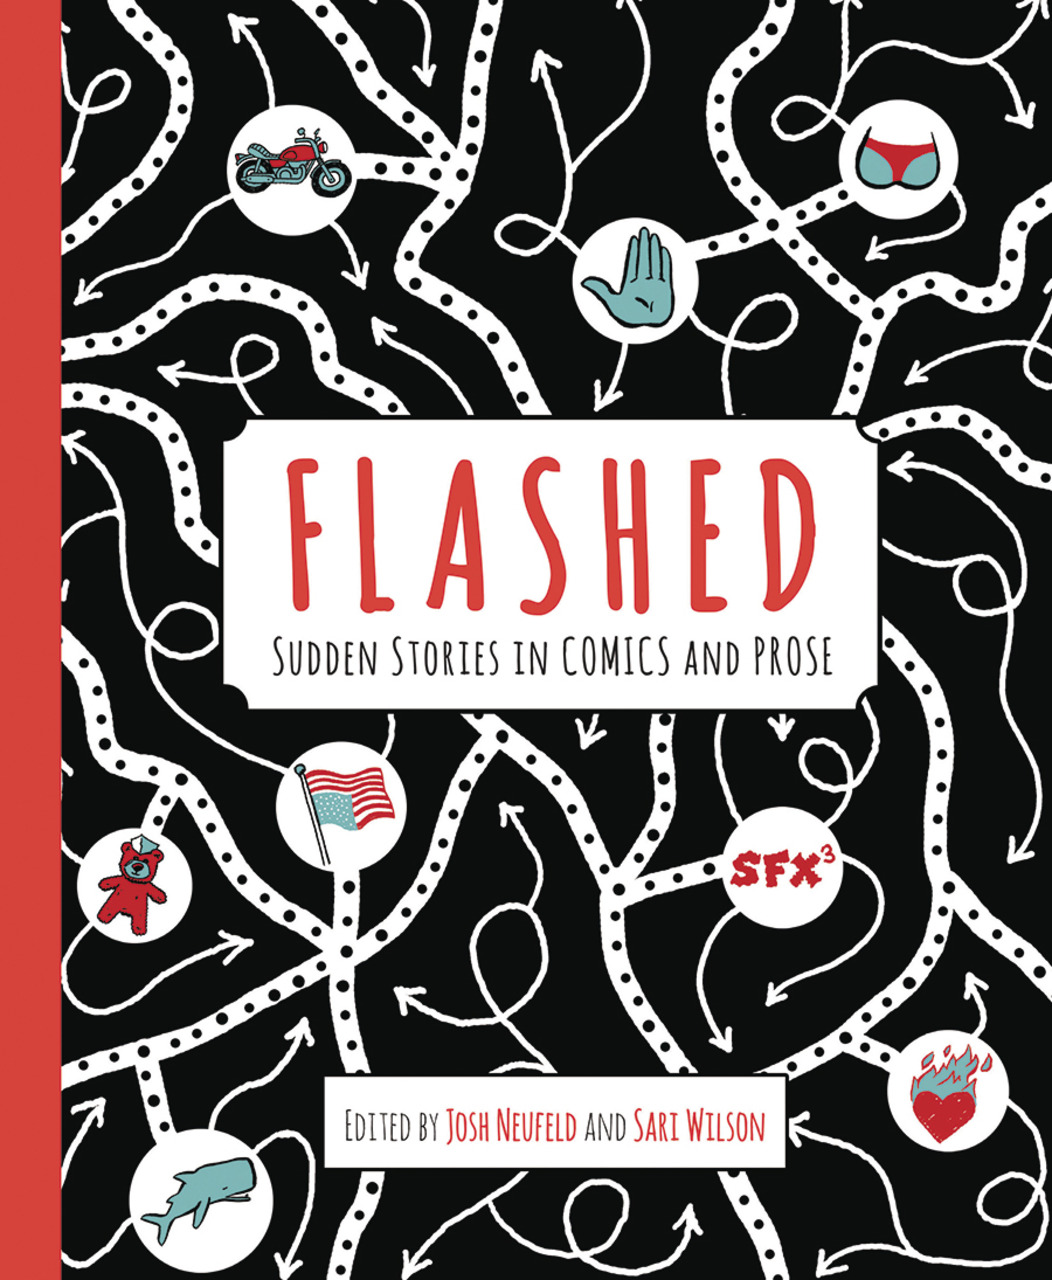 FLASHED
SUDDEN STORIES IN COMICS AND PROSE
SFX³
EDITED BY JOSH NEUFELD AND SARI WILSON